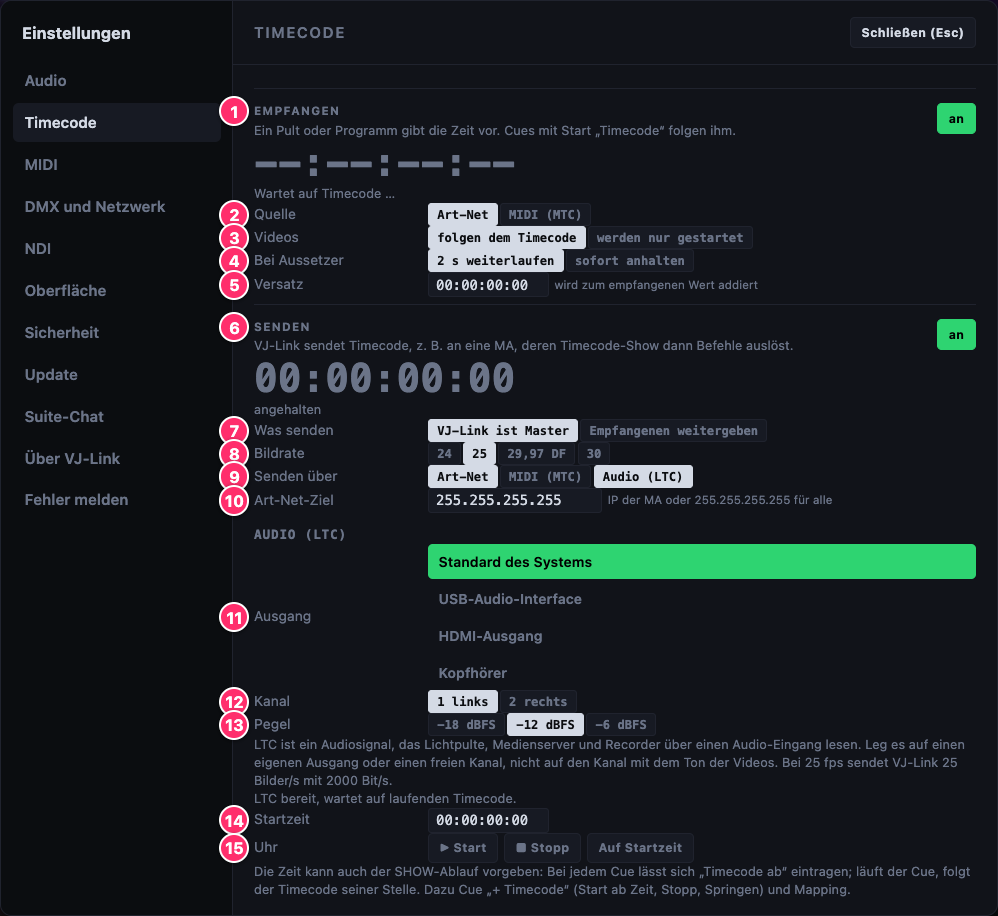 Einstellungen
TIMECODE
Schließen (Esc)
Audio
Timecode
MIDI
DMX und Netzwerk
NDI
Oberfläche
Sicherheit
Update
Suite-Chat
Über VJ-Link
Fehler melden
1 EMPFANGEN an
Ein Pult oder Programm gibt die Zeit vor. Cues mit Start „Timecode“ folgen ihm.
——:——:——:——
Wartet auf Timecode …
2 Quelle Art-Net MIDI (MTC)
3 Videos folgen dem Timecode werden nur gestartet
4 Bei Aussetzer 2 s weiterlaufen sofort anhalten
5 Versatz 00:00:00:00 wird zum empfangenen Wert addiert
6 SENDEN an
VJ-Link sendet Timecode, z. B. an eine MA, deren Timecode-Show dann Befehle auslöst.
00:00:00:00
angehalten
7 Was senden VJ-Link ist Master Empfangenen weitergeben
8 Bildrate 24 25 29,97 DF 30
9 Senden über Art-Net MIDI (MTC) Audio (LTC)
10 Art-Net-Ziel 255.255.255.255 IP der MA oder 255.255.255.255 für alle
AUDIO (LTC)
Standard des Systems
USB-Audio-Interface
11 Ausgang
HDMI-Ausgang
Kopfhörer
12 Kanal 1 links 2 rechts
13 Pegel −18 dBFS −12 dBFS −6 dBFS
LTC ist ein Audiosignal, das Lichtpulte, Medienserver und Recorder über einen Audio-Eingang lesen. Leg es auf einen
eigenen Ausgang oder einen freien Kanal, nicht auf den Kanal mit dem Ton der Videos. Bei 25 fps sendet VJ-Link 25
Bilder/s mit 2000 Bit/s.
LTC bereit, wartet auf laufenden Timecode.
14 Startzeit 00:00:00:00
15 Uhr ▶ Start ■ Stopp Auf Startzeit
Die Zeit kann auch der SHOW-Ablauf vorgeben: Bei jedem Cue lässt sich „Timecode ab“ eintragen; läuft der Cue, folgt
der Timecode seiner Stelle. Dazu Cue „+ Timecode“ (Start ab Zeit, Stopp, Springen) und Mapping.